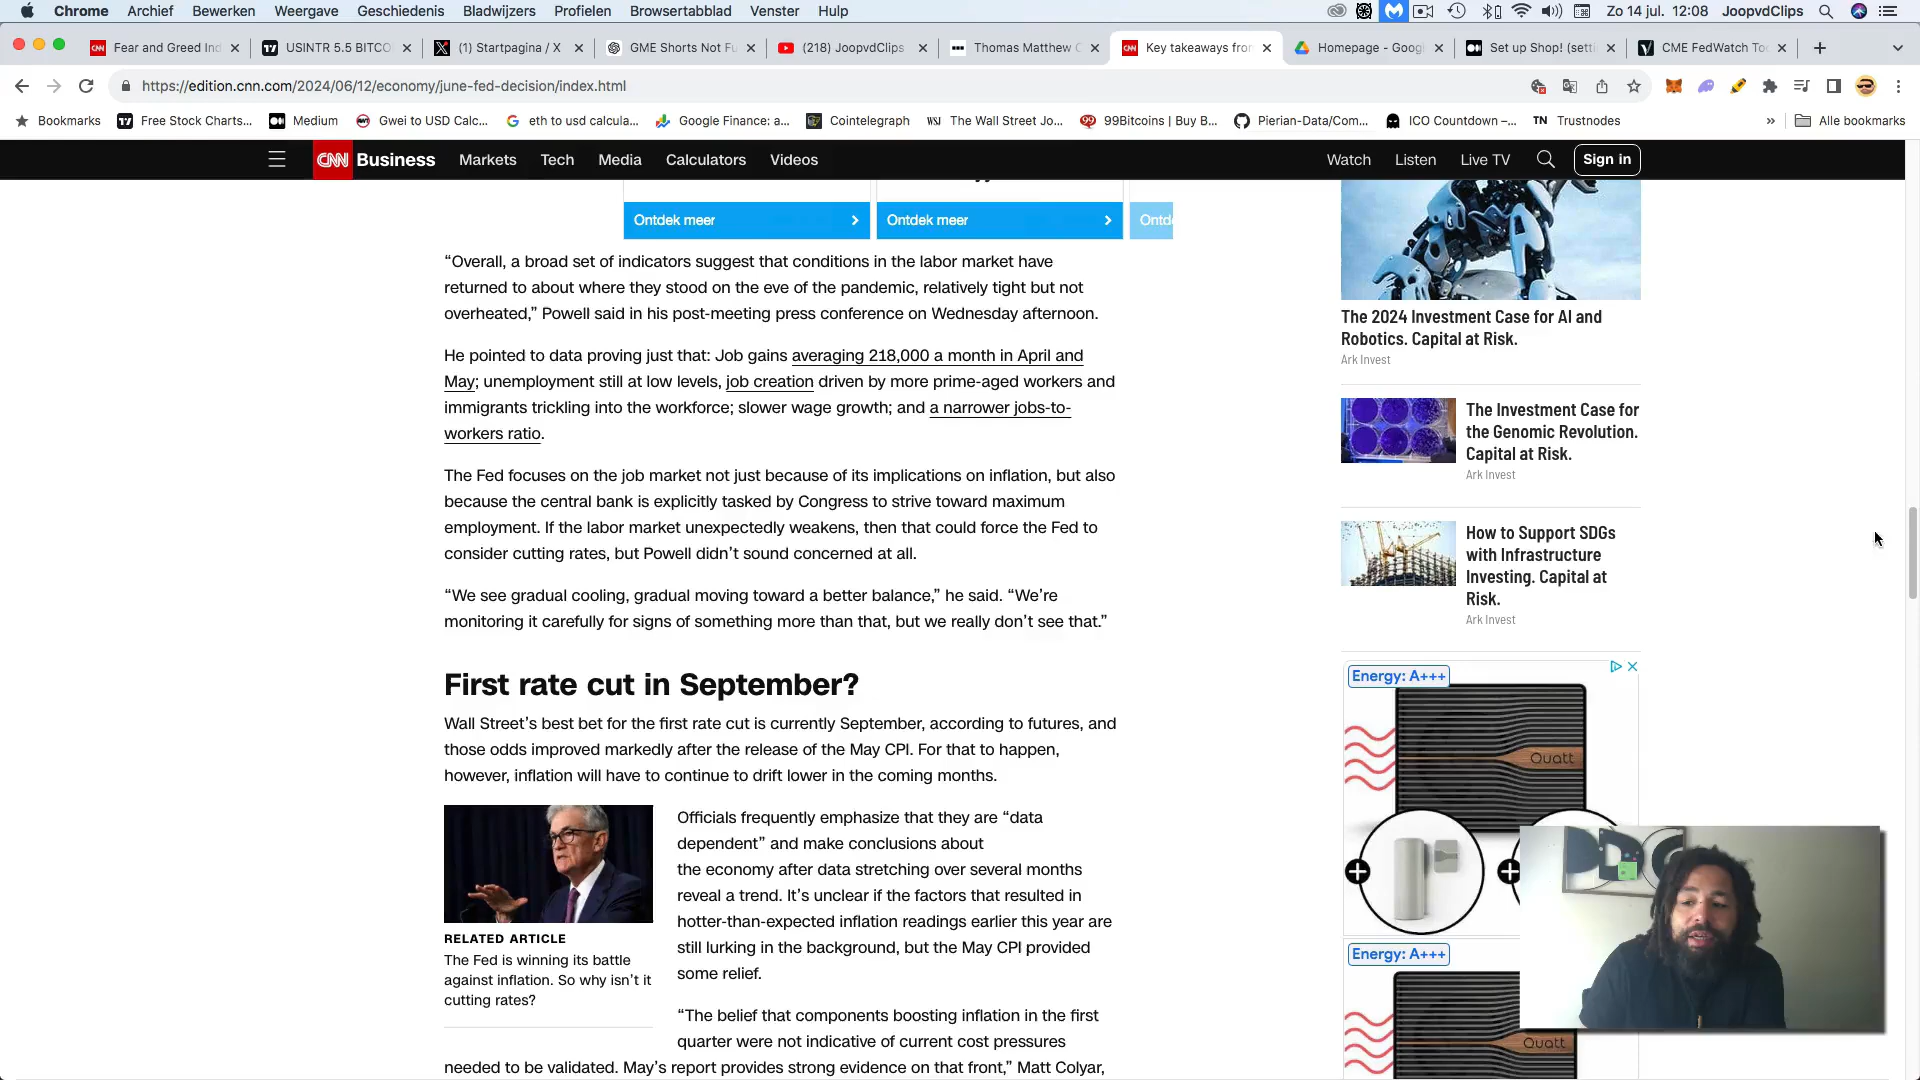 Chrome Archief Bewerken Weergave Geschiedenis Bladwijzers Profielen Browsertabblad Venster Hulp Zo 14 jul. 12:08 JoopvdClips
Fear and Greed Ind USINTR 5.5 BITCO (1) Startpagina / X GME Shorts Not Fu (218) JoopvdClips Thomas Matthew C Key takeaways from Homepage - Googl Set up Shop! (setti CME FedWatch Too
https://edition.cnn.com/2024/06/12/economy/june-fed-decision/index.html
Bookmarks Free Stock Charts... Medium Gwei to USD Calc... eth to usd calcula... Google Finance: a... Cointelegraph WSJ The Wall Street Jo... 99Bitcoins | Buy B... Pierian-Data/Com... ICO Countdown –... TN Trustnodes » Alle bookmarks
CNN Business Markets Tech Media Calculators Videos Watch Listen Live TV Sign in
Ontdek meer Ontdek meer
“Overall, a broad set of indicators suggest that conditions in the labor market have
returned to about where they stood on the eve of the pandemic, relatively tight but not
overheated,” Powell said in his post-meeting press conference on Wednesday afternoon.
He pointed to data proving just that: Job gains averaging 218,000 a month in April and
May; unemployment still at low levels, job creation driven by more prime-aged workers and
immigrants trickling into the workforce; slower wage growth; and a narrower jobs-to-
workers ratio.
The Fed focuses on the job market not just because of its implications on inflation, but also
because the central bank is explicitly tasked by Congress to strive toward maximum
employment. If the labor market unexpectedly weakens, then that could force the Fed to
consider cutting rates, but Powell didn’t sound concerned at all.
“We see gradual cooling, gradual moving toward a better balance,” he said. “We’re
monitoring it carefully for signs of something more than that, but we really don’t see that.”
First rate cut in September?
Wall Street’s best bet for the first rate cut is currently September, according to futures, and
those odds improved markedly after the release of the May CPI. For that to happen,
however, inflation will have to continue to drift lower in the coming months.
RELATED ARTICLE
The Fed is winning its battle
against inflation. So why isn’t it
cutting rates?
Officials frequently emphasize that they are “data
dependent” and make conclusions about
the economy after data stretching over several months
reveal a trend. It’s unclear if the factors that resulted in
hotter-than-expected inflation readings earlier this year are
still lurking in the background, but the May CPI provided
some relief.
“The belief that components boosting inflation in the first
quarter were not indicative of current cost pressures
needed to be validated. May’s report provides strong evidence on that front,” Matt Colyar,
The 2024 Investment Case for AI and
Robotics. Capital at Risk.
Ark Invest
The Investment Case for
the Genomic Revolution.
Capital at Risk.
Ark Invest
How to Support SDGs
with Infrastructure
Investing. Capital at
Risk.
Ark Invest
Energy: A+++
Quatt
Energy: A+++
Quatt